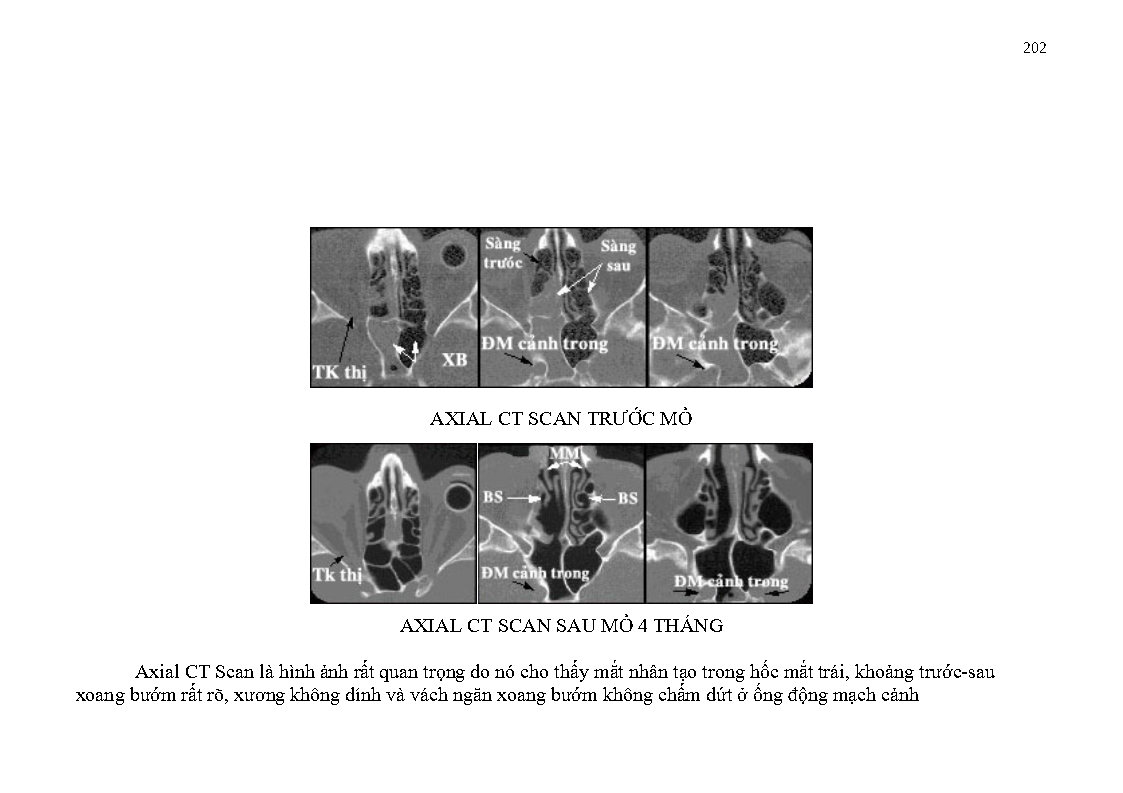 202
Sàng
trước
Sàng
sau
TK thị
XB
ĐM cảnh trong
ĐM cảnh trong
AXIAL CT SCAN TRƯỚC MỎ
MM
BS
BS
Tk thị
ĐM cảnh trong
ĐM cảnh trong
AXIAL CT SCAN SAU MỎ 4 THÁNG
Axial CT Scan là hình ảnh rất quan trọng do nó cho thấy mắt nhân tạo trong hốc mắt trái, khoảng trước-sau
xoang bướm rất rõ, xương không dính và vách ngăn xoang bướm không chấm dứt ở ống động mạch cảnh